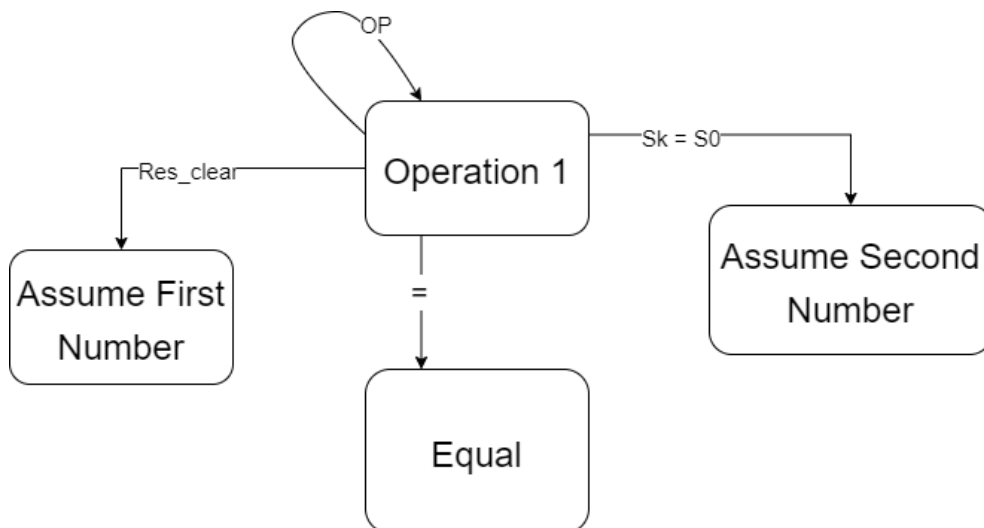 OP
Operation 1
Sk = S0
Res_clear
Assume Second
Number
Assume First
Number
=
Equal